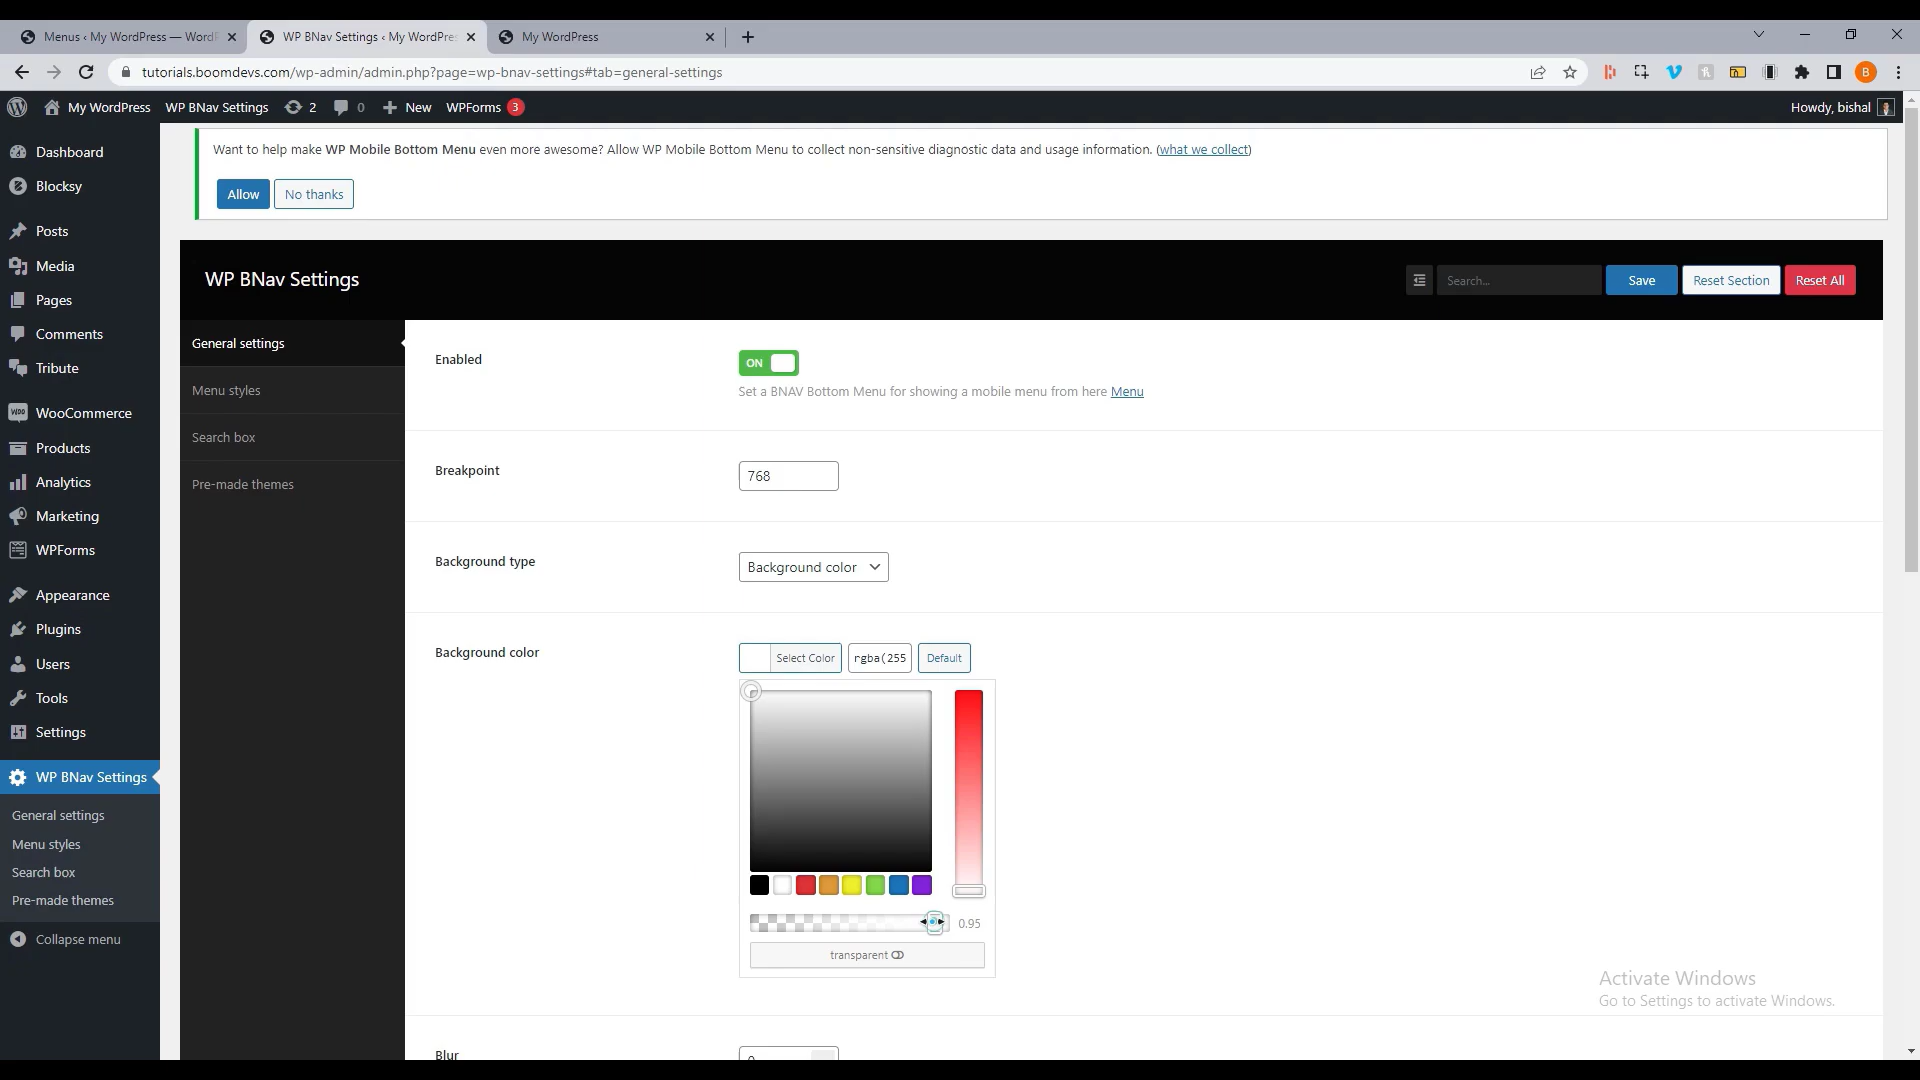 Menus ‹ My WordPress — WordP
WP BNav Settings ‹ My WordPres
My WordPress
tutorials.boomdevs.com/wp-admin/admin.php?page=wp-bnav-settings#tab=general-settings
B
My WordPress
WP BNav Settings
2
0
New
WPForms 3
Howdy, bishal
Dashboard
Blocksy
Posts
Media
Pages
Comments
Tribute
WooCommerce
Products
Analytics
Marketing
WPForms
Appearance
Plugins
Users
Tools
Settings
WP BNav Settings
General settings
Menu styles
Search box
Pre-made themes
Collapse menu
Want to help make WP Mobile Bottom Menu even more awesome? Allow WP Mobile Bottom Menu to collect non-sensitive diagnostic data and usage information. (what we collect)
Allow
No thanks
WP BNav Settings
Search...
Save
Reset Section
Reset All
General settings
Menu styles
Search box
Pre-made themes
Enabled
ON
Set a BNAV Bottom Menu for showing a mobile menu from here Menu
Breakpoint
768
Background type
Background color
Background color
Select Color
rgba(255
Default
0.95
transparent
Blur
Activate Windows
Go to Settings to activate Windows.